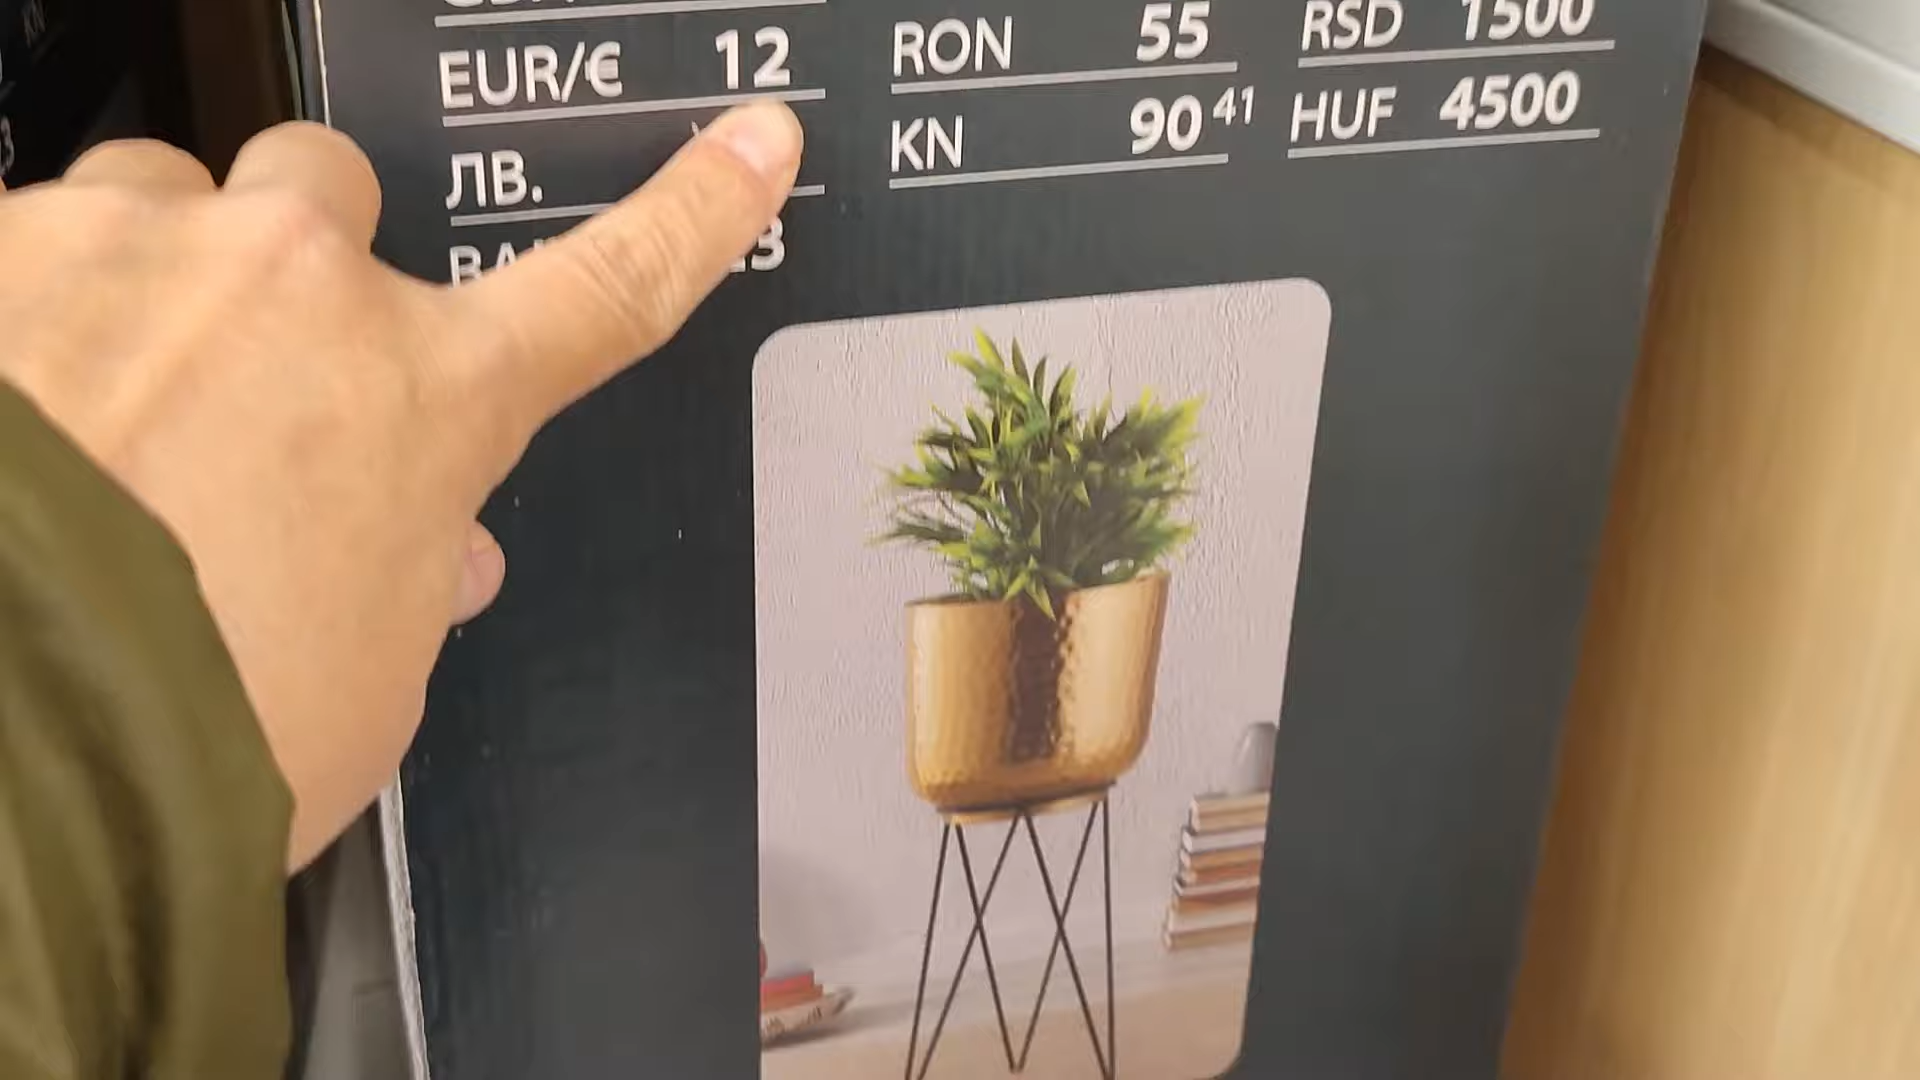 EUR/€ 12
RON 55
RSD 1500
ЛВ.
KN 90 41
HUF 4500